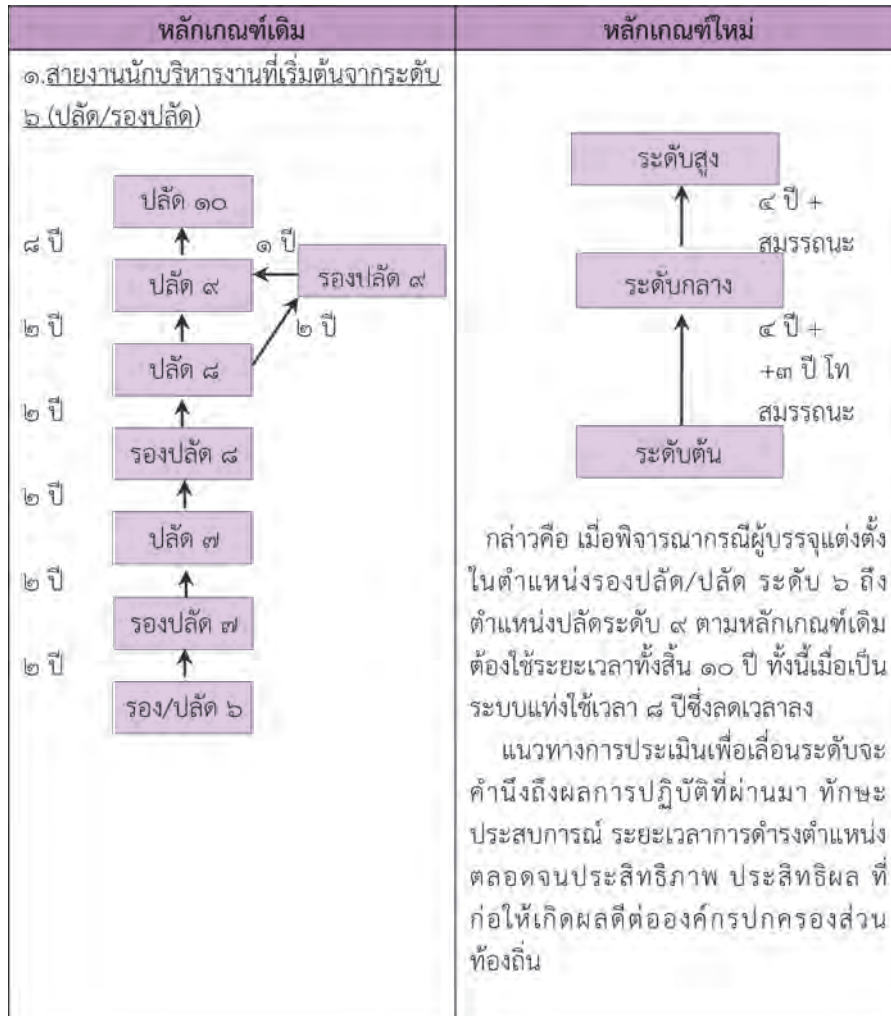 หลักเกณฑ์เดิม
หลักเกณฑ์ใหม่
๑.สายงานนักบริหารงานที่เริ่มต้นจากระดับ
๖ (ปลัด/รองปลัด)
ปลัด ๑๐
๘ ปี
๑ ปี
ปลัด ๙
รองปลัด ๙
๒ ปี
๒ ปี
ปลัด ๘
๒ ปี
รองปลัด ๘
๒ ปี
ปลัด ๗
๒ ปี
รองปลัด ๗
๒ ปี
รอง/ปลัด ๖
ระดับสูง
๔ ปี +
สมรรถนะ
ระดับกลาง
๔ ปี +
+๓ ปี โท
สมรรถนะ
ระดับต้น
กล่าวคือ เมื่อพิจารณากรณีผู้บรรจุแต่งตั้ง
ในตำแหน่งรองปลัด/ปลัด ระดับ ๖ ถึง
ตำแหน่งปลัดระดับ ๙ ตามหลักเกณฑ์เดิม
ต้องใช้ระยะเวลาทั้งสิ้น ๑๐ ปี ทั้งนี้เมื่อเป็น
ระบบแท่งใช้เวลา ๘ ปีซึ่งลดเวลาลง
แนวทางการประเมินเพื่อเลื่อนระดับจะ
คำนึงถึงผลการปฏิบัติที่ผ่านมา ทักษะ
ประสบการณ์ ระยะเวลาการดำรงตำแหน่ง
ตลอดจนประสิทธิภาพ ประสิทธิผล ที่
ก่อให้เกิดผลดีต่อองค์กรปกครองส่วน
ท้องถิ่น